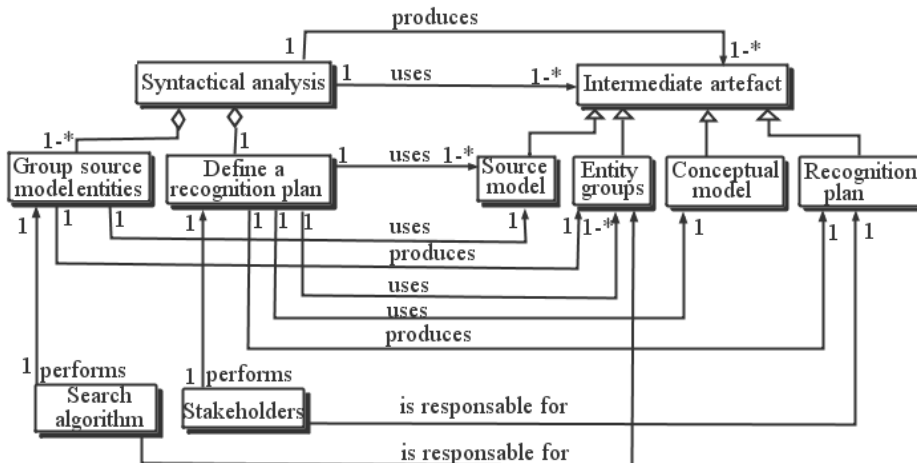 produces
1
1-*
Syntactical analysis
1
uses
1-*
Intermediate artefact
1-*
1
Group source
model entities
Define a
recognition plan
1
uses
1-*
Source
model
Entity
groups
Conceptual
model
Recognition
plan
1
1
1
1
1
1
1
1
uses
1
1
1-*
1
1
1
produces
uses
uses
produces
1
performs
1
performs
Search
algorithm
Stakeholders
is responsable for
is responsable for